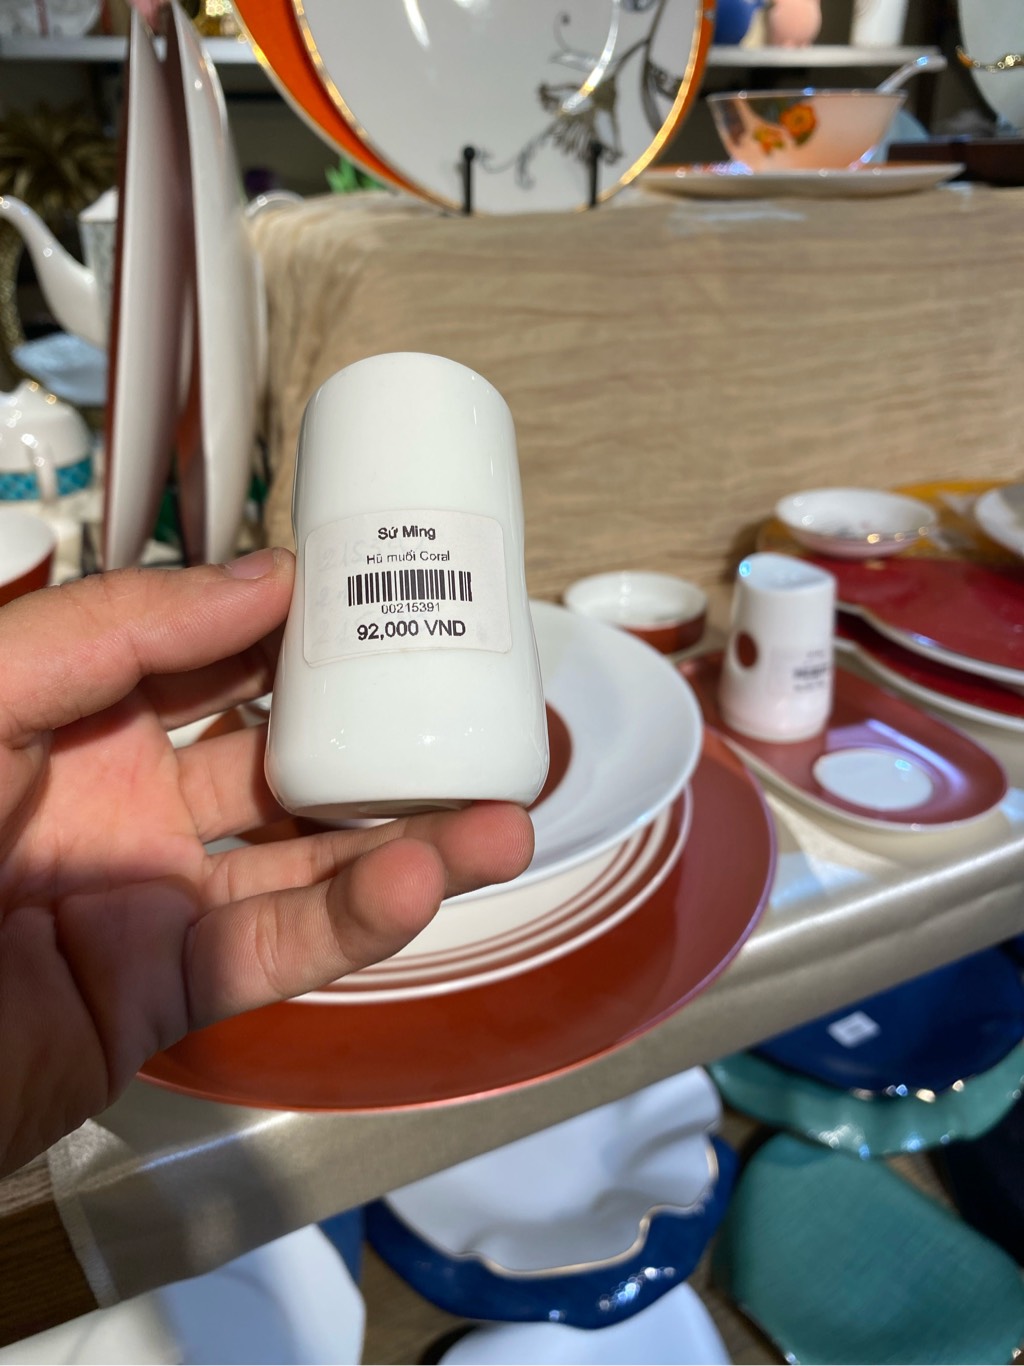 Sứ Ming
Hũ muối Coral
00215391
92,000 VND